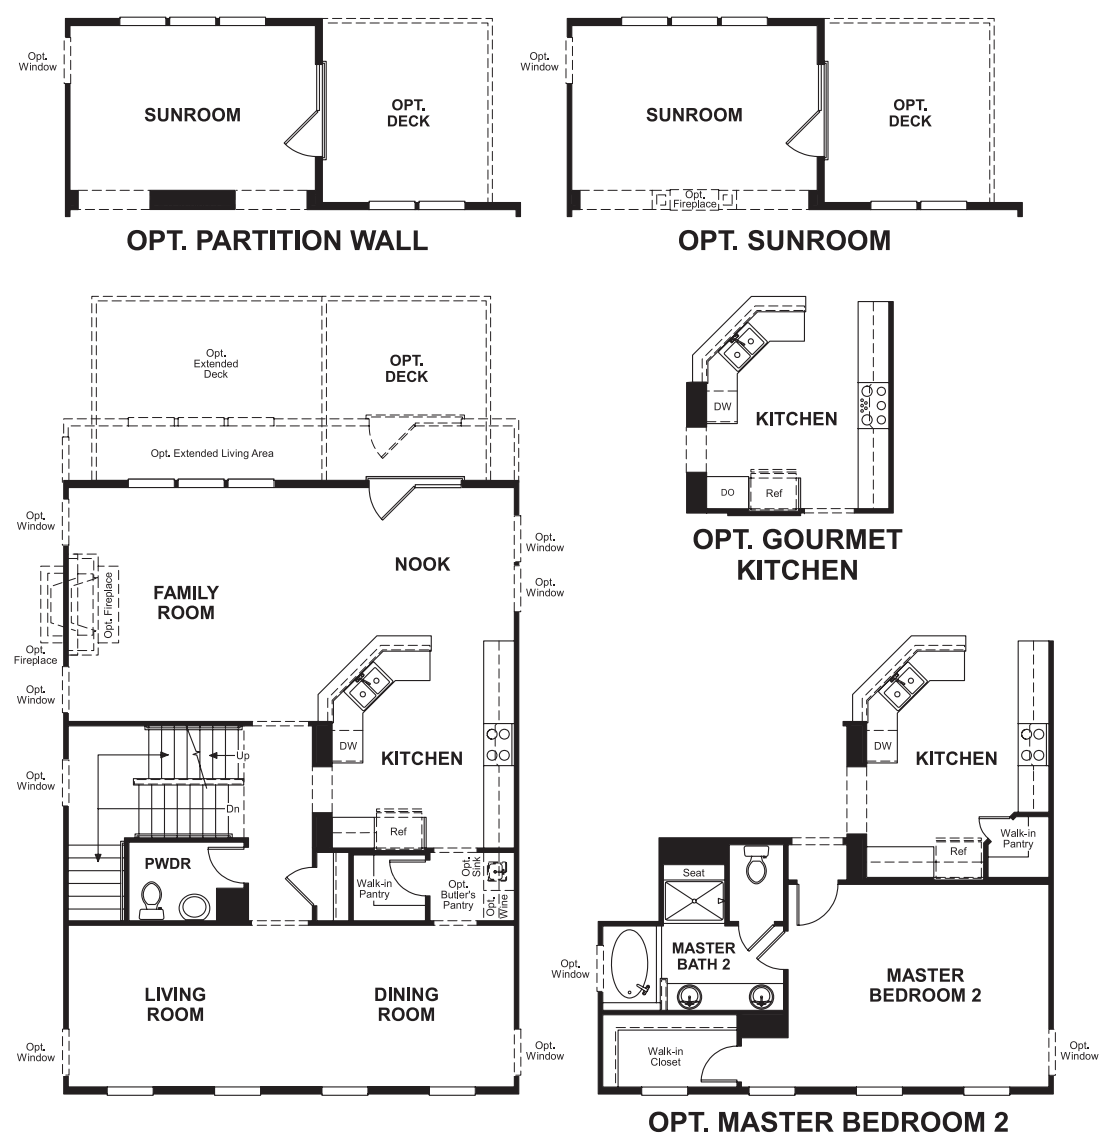 Opt.
Window
SUNROOM
OPT.
DECK
OPT. PARTITION WALL
Opt.
Window
SUNROOM
OPT.
DECK
Opt.
Fireplace
OPT. SUNROOM
Opt.
Extended
Deck
OPT.
DECK
Opt. Extended Living Area
Opt.
Window
Opt.
Window
NOOK
Opt.
Window
FAMILY
ROOM
Opt. Fireplace
Opt.
Fireplace
Opt.
Window
DW
KITCHEN
Up
Opt.
Window
Dn
Ref
PWDR
Walk-in
Pantry
Opt.
Sink
Opt.
Butler's
Pantry
Opt.
Wine
LIVING
ROOM
DINING
ROOM
Opt.
Window
Opt.
Window
DW
KITCHEN
DO
Ref
OPT. GOURMET
KITCHEN
DW
KITCHEN
Walk-in
Pantry
Ref
Seat
MASTER
BATH 2
Opt.
Window
MASTER
BEDROOM 2
Walk-in
Closet
Opt.
Window
OPT. MASTER BEDROOM 2